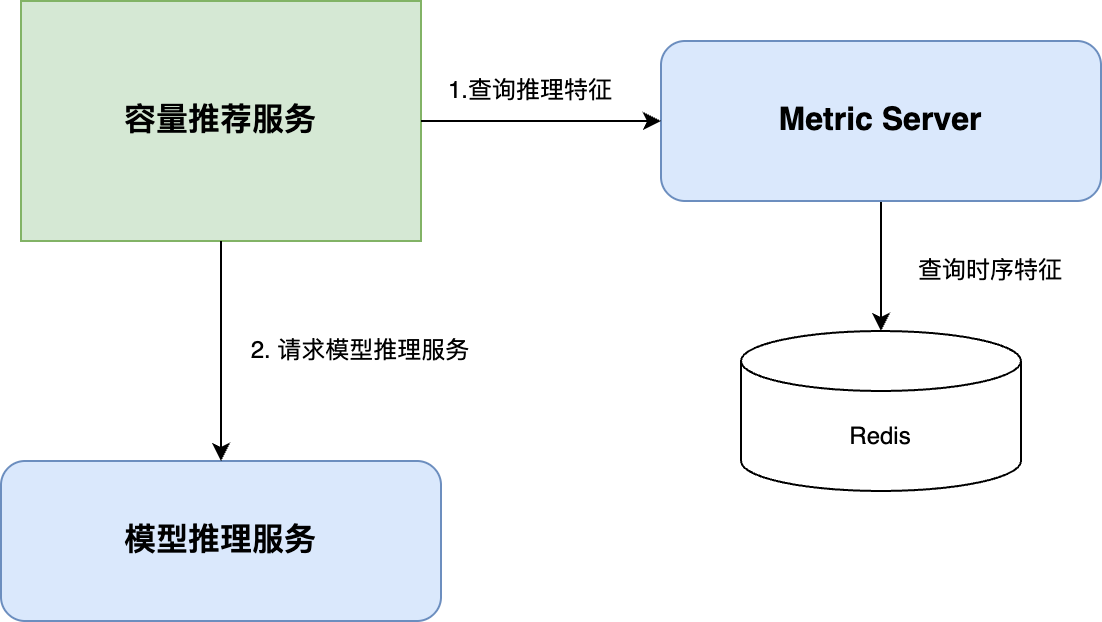 容量推荐服务
1.查询推理特征
Metric Server
查询时序特征
2. 请求模型推理服务
Redis
模型推理服务